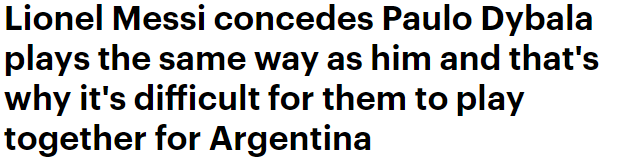 Lionel Messi concedes Paulo Dybala
plays the same way as him and that's
why it's difficult for them to play
together for Argentina